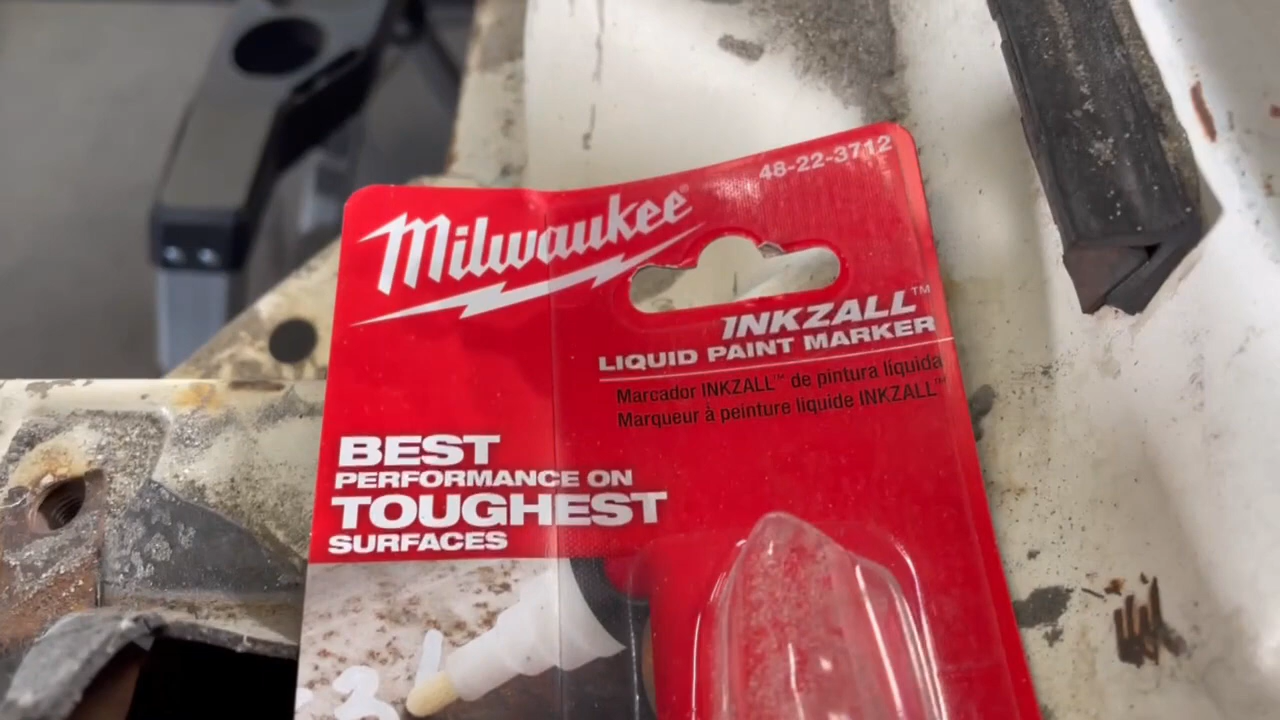 48-22-3712
Milwaukee®
INKZALL™
LIQUID PAINT MARKER
Marcador INKZALL™ de pintura líquida
Marqueur à peinture liquide INKZALL™
BEST
PERFORMANCE ON
TOUGHEST
SURFACES